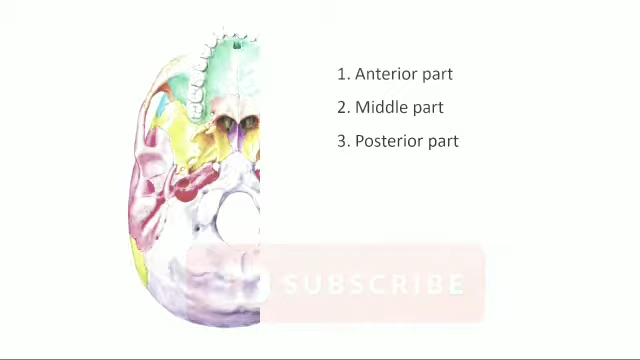 1. Anterior part
2. Middle part
3. Posterior part
SUBSCRIBE